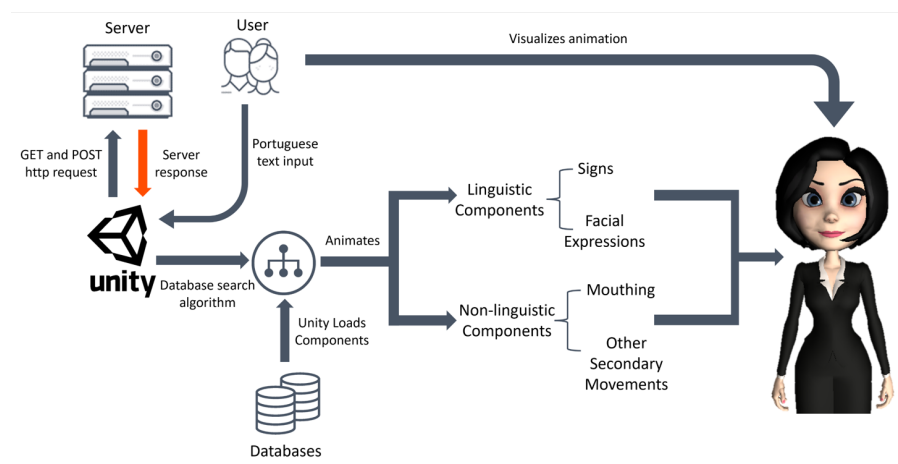 Server
User
Visualizes animation
GET and POST
http request
Server
response
Portuguese
text input
unity
Database search
algorithm
Animates
Unity Loads
Components
Databases
Linguistic
Components
Signs
Facial
Expressions
Non-linguistic
Components
Mouthing
Other
Secondary
Movements